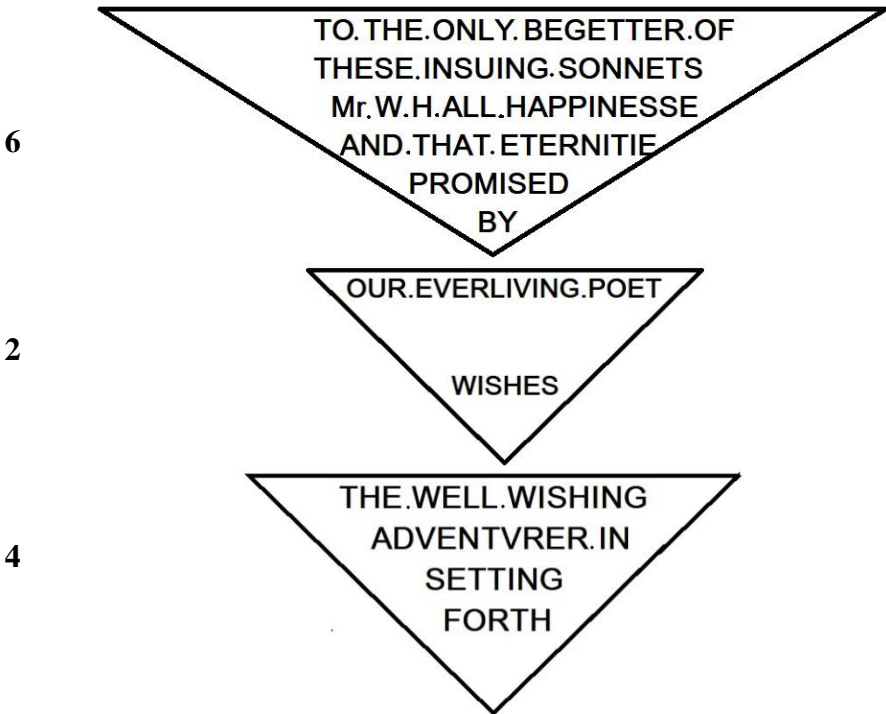 TO.THE.ONLY.BEGETTER.OF
THESE.INSUING.SONNETS
Mr.W.H.ALL.HAPPINESSE
6
AND.THAT.ETERNITIE
PROMISED
BY
OUR.EVERLIVING.POET
2
WISHES
THE.WELL.WISHING
ADVENTVRER.IN
4
SETTING
FORTH